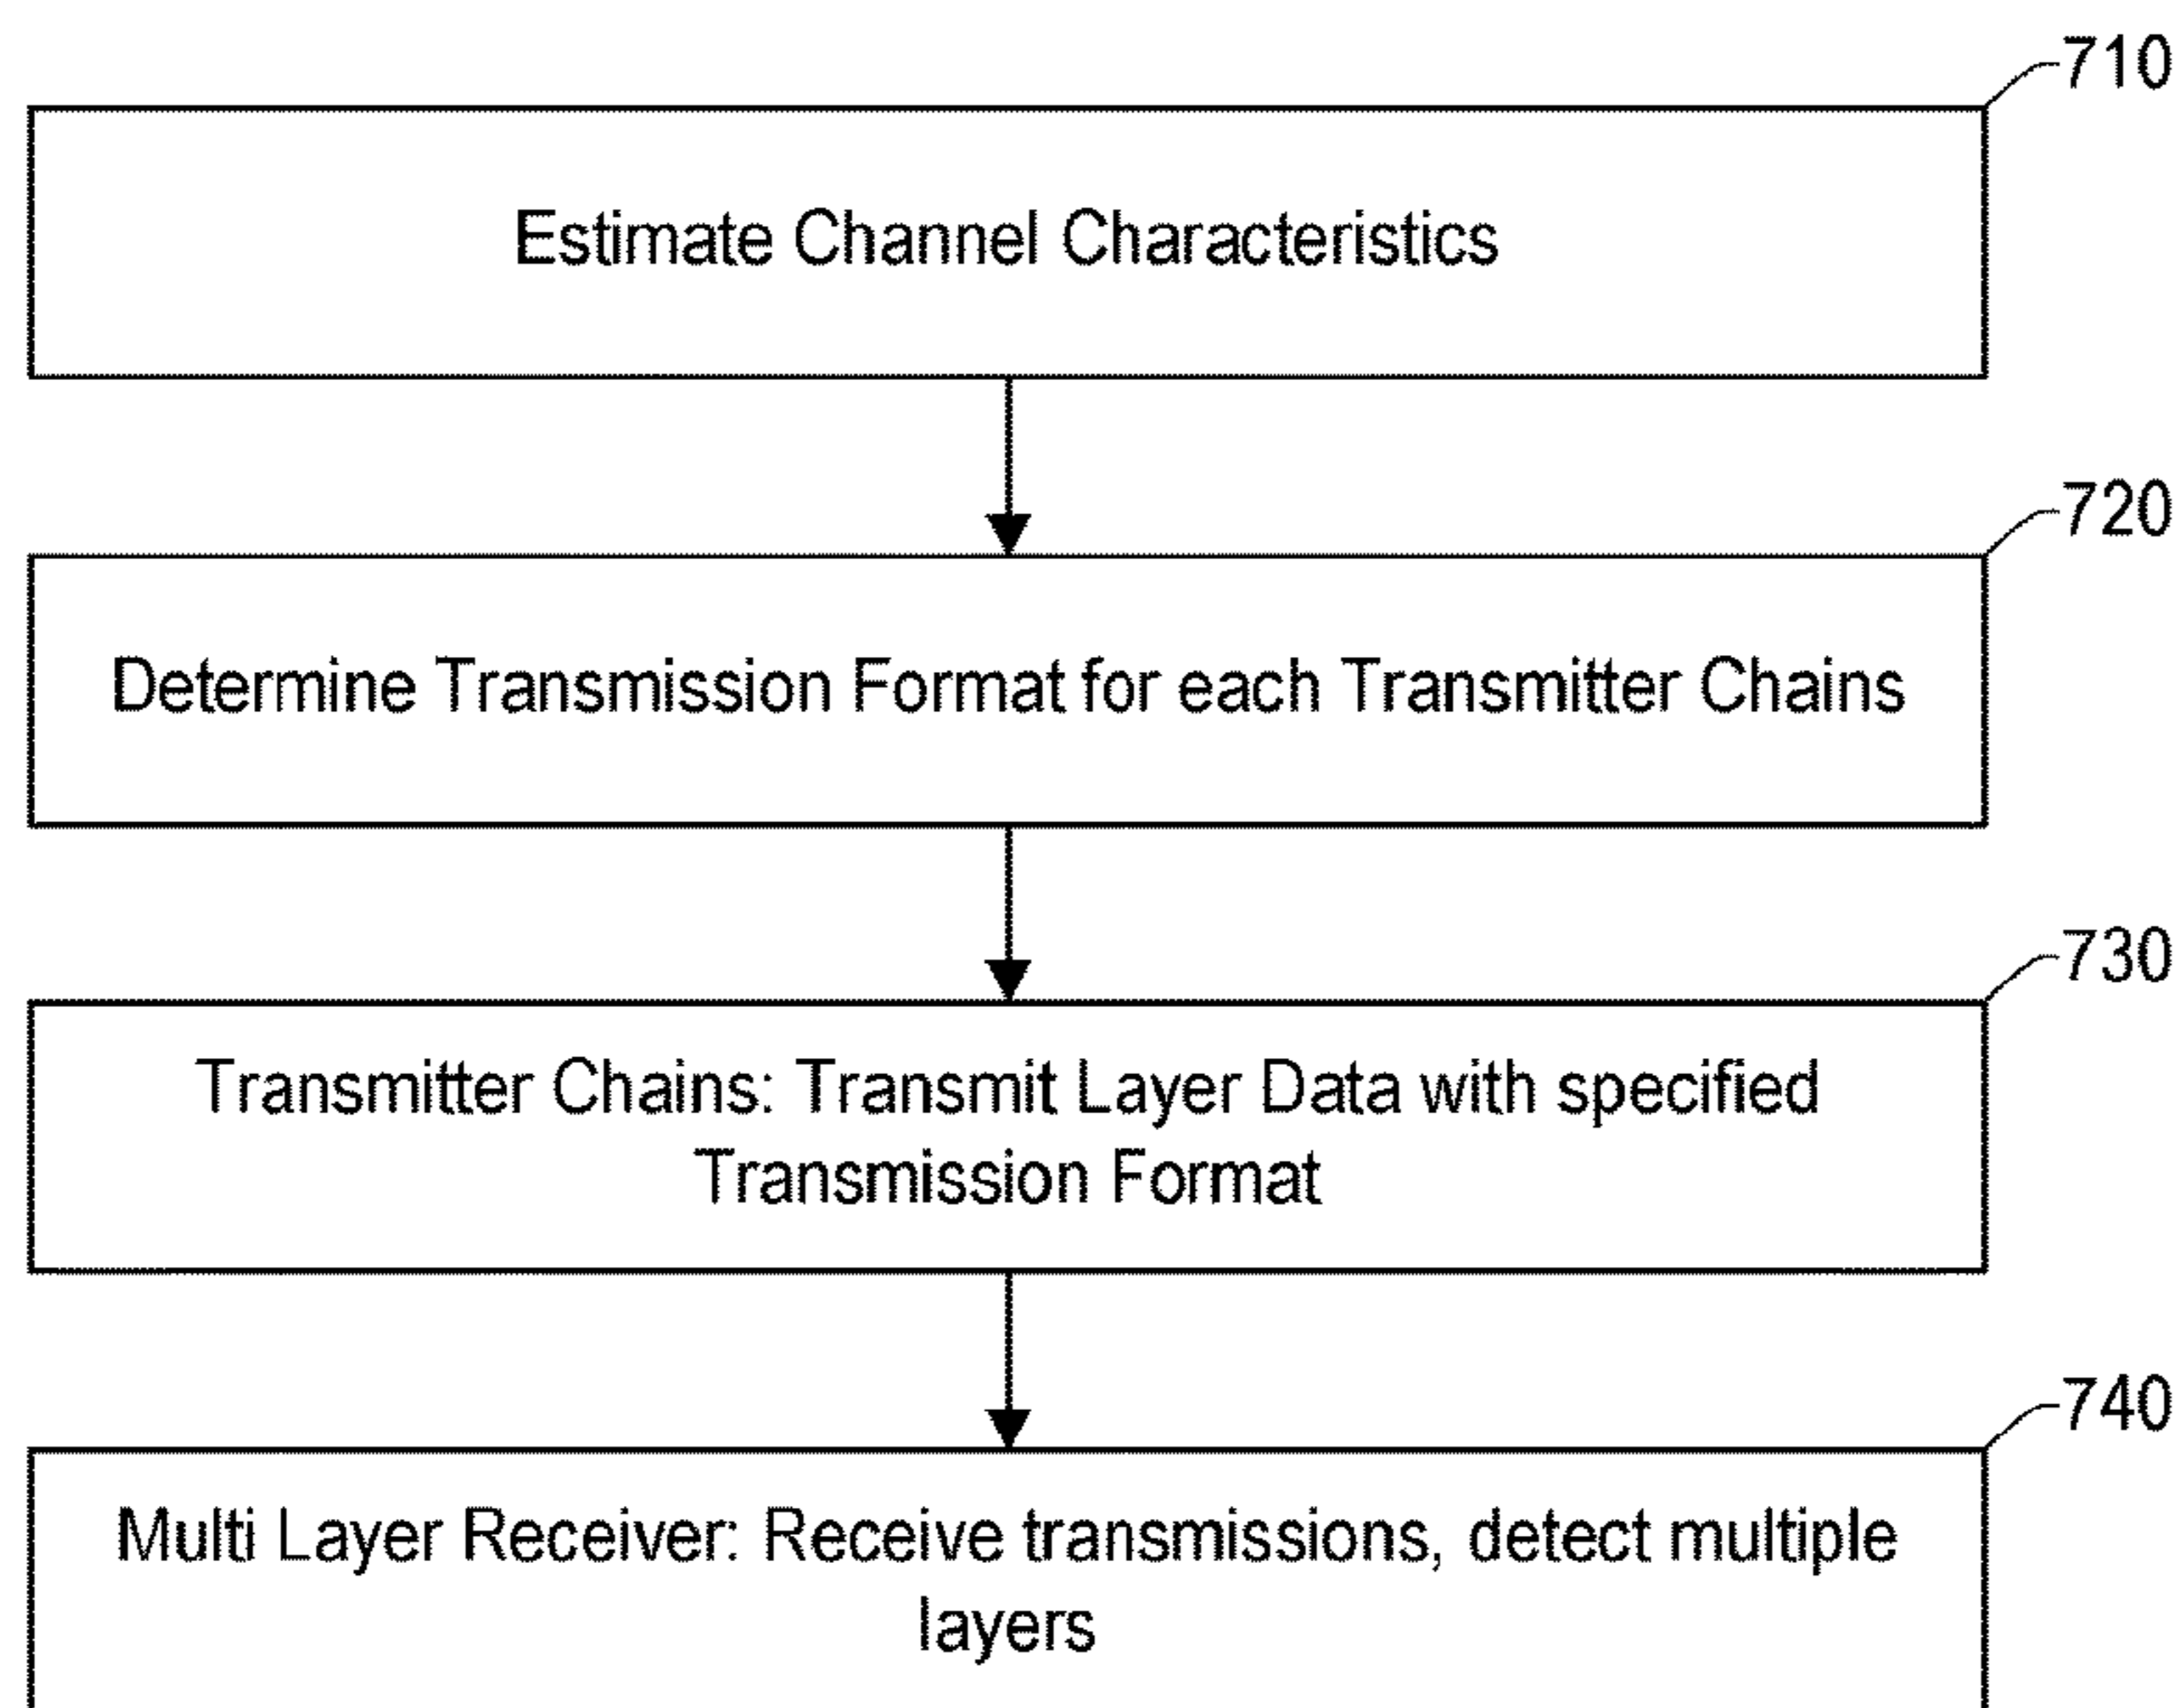 710
Estimate Channel Characteristics
720
Determine Transmission Format for each Transmitter Chains
730
Transmitter Chains: Transmit Layer Data with specified
Transmission Format
740
Multi Layer Receiver: Receive transmissions, detect multiple
layers